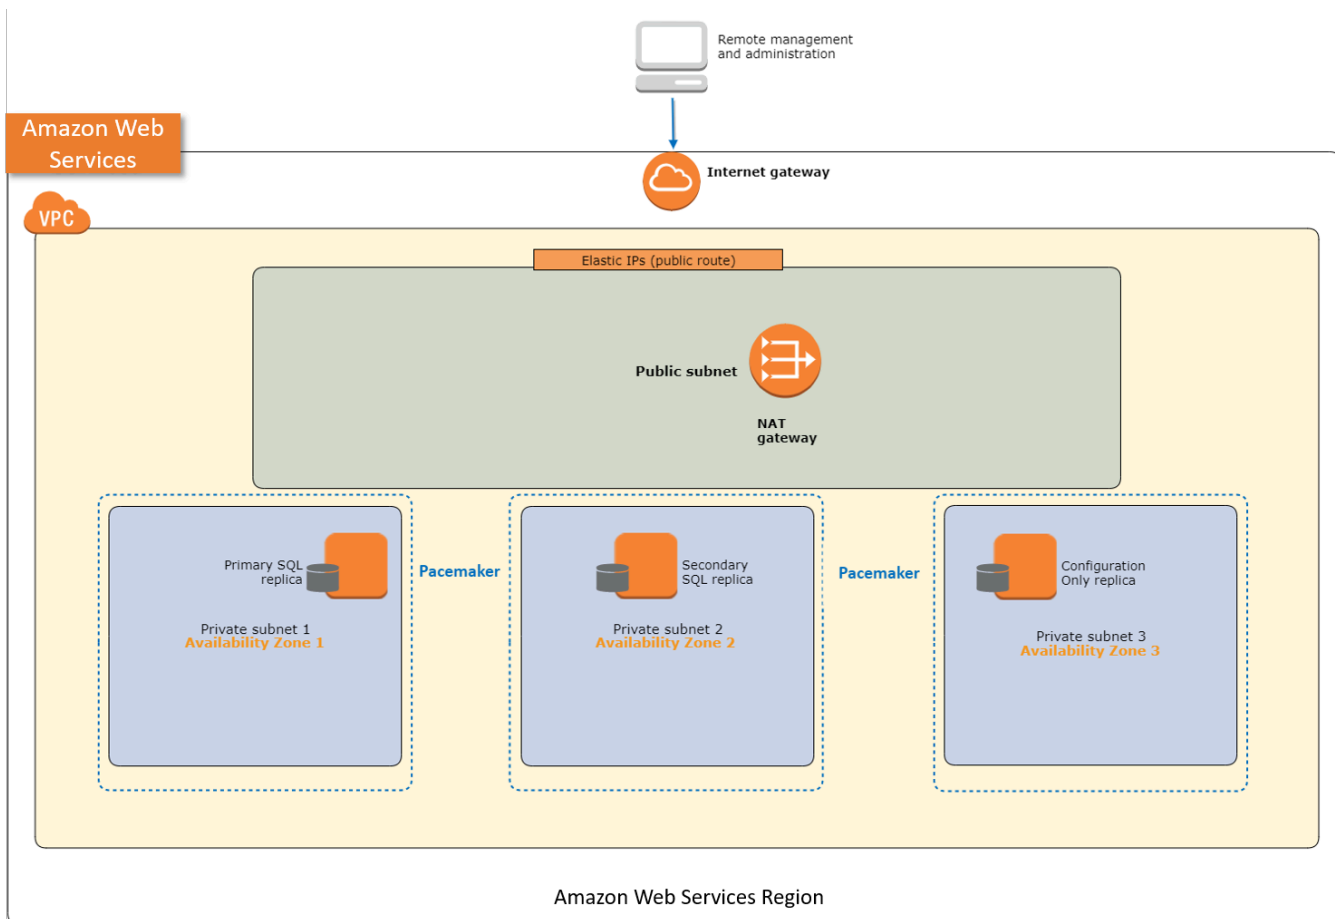 Remote management
and administration
Amazon Web
Services
Internet gateway
VPC
Elastic IPs (public route)
Public subnet
NAT
gateway
Primary SQL
replica
Private subnet 1
Availability Zone 1
Pacemaker
Secondary
SQL replica
Private subnet 2
Availability Zone 2
Pacemaker
Configuration
Only replica
Private subnet 3
Availability Zone 3
Amazon Web Services Region